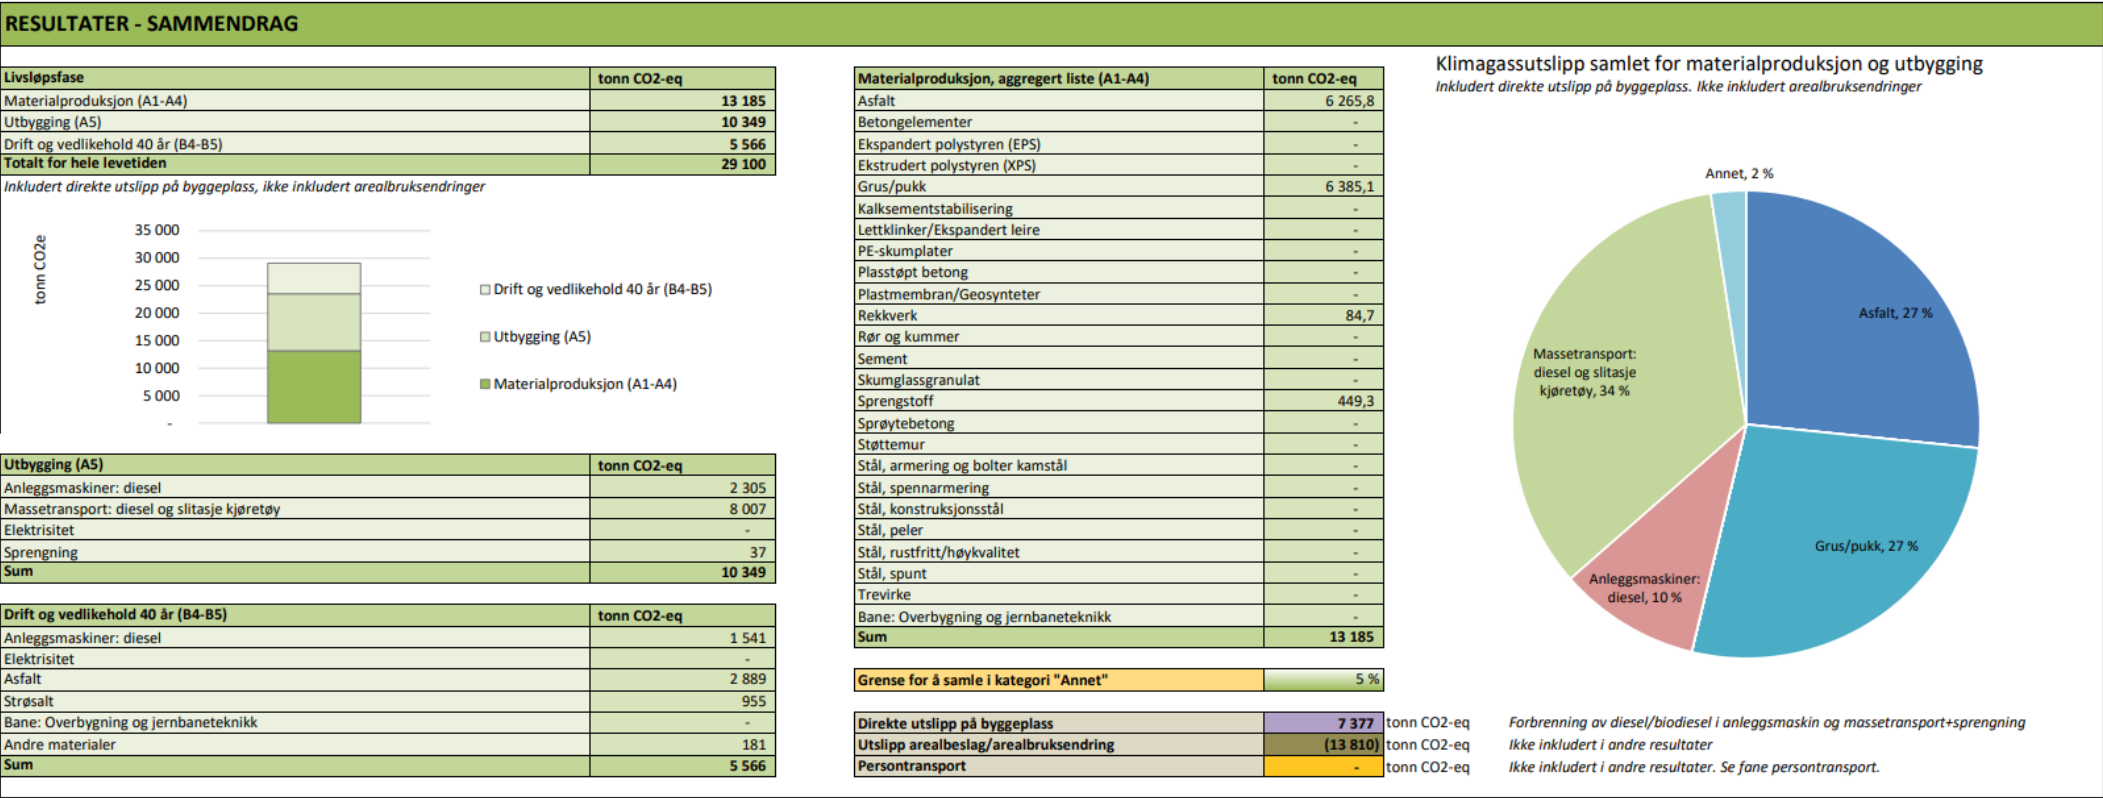 RESULTATER - SAMMENDRAG
Livsløpsfase tonn CO2-eq
Materialproduksjon (A1-A4) 13 185
Utbygging (A5) 10 349
Drift og vedlikehold 40 år (B4-B5) 5 566
Totalt for hele levetiden 29 100
Inkludert direkte utslipp på byggeplass, ikke inkludert arealbruksendringer
tonn CO2e
35 000
30 000
25 000
20 000
15 000
10 000
5 000
-
Drift og vedlikehold 40 år (B4-B5)
Utbygging (A5)
Materialproduksjon (A1-A4)
Utbygging (A5) tonn CO2-eq
Anleggsmaskiner: diesel 2 305
Massetransport: diesel og slitasje kjøretøy 8 007
Elektrisitet -
Sprengning 37
Sum 10 349
Drift og vedlikehold 40 år (B4-B5) tonn CO2-eq
Anleggsmaskiner: diesel 1 541
Elektrisitet -
Asfalt 2 889
Strøsalt 955
Bane: Overbygning og jernbaneteknikk -
Andre materialer 181
Sum 5 566
Materialproduksjon, aggregert liste (A1-A4) tonn CO2-eq
Asfalt 6 265,8
Betongelementer -
Ekspandert polystyren (EPS) -
Ekstrudert polystyren (XPS) -
Grus/pukk 6 385,1
Kalksementstabilisering -
Lettklinker/Ekspandert leire -
PE-skumplater -
Plasstøpt betong -
Plastmembran/Geosynteter -
Rekkverk 84,7
Rør og kummer -
Sement -
Skumglassgranulat -
Sprengstoff 449,3
Sprøytebetong -
Støttemur -
Stål, armering og bolter kamstål -
Stål, spennarmering -
Stål, konstruksjonsstål -
Stål, peler -
Stål, rustfritt/høykvalitet -
Stål, spunt -
Trevirke -
Bane: Overbygning og jernbaneteknikk -
Sum 13 185
Grense for å samle i kategori "Annet" 5 %
Direkte utslipp på byggeplass 7 377 tonn CO2-eq Forbrenning av diesel/biodiesel i anleggsmaskin og massetransport+sprengning
Utslipp arealbeslag/arealbruksendring (13 810) tonn CO2-eq Ikke inkludert i andre resultater
Persontransport - tonn CO2-eq Ikke inkludert i andre resultater. Se fane persontransport.
Klimagassutslipp samlet for materialproduksjon og utbygging
Inkludert direkte utslipp på byggeplass. Ikke inkludert arealbruksendringer
Annet, 2 %
Asfalt, 27 %
Massetransport:
diesel og slitasje
kjøretøy, 34 %
Grus/pukk, 27 %
Anleggsmaskiner:
diesel, 10 %